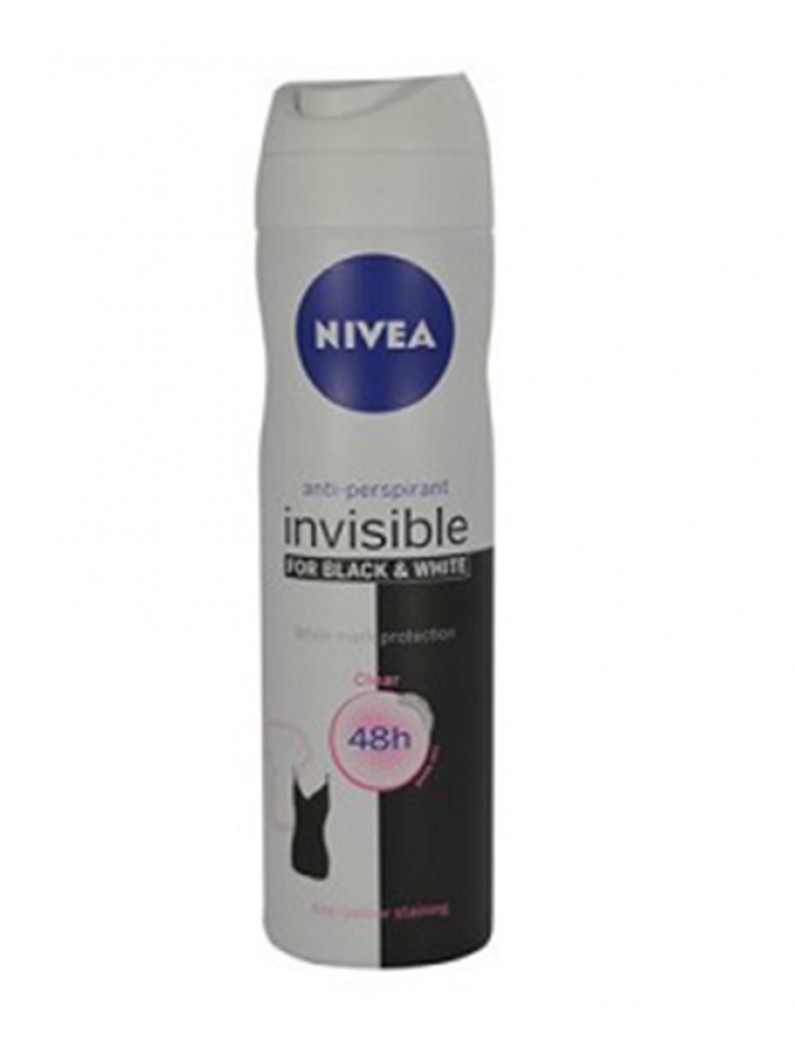 NIVEA
anti-perspirant
invisible
FOR BLACK & WHITE
White mark protection
Clear
48h
Anti-yellow staining